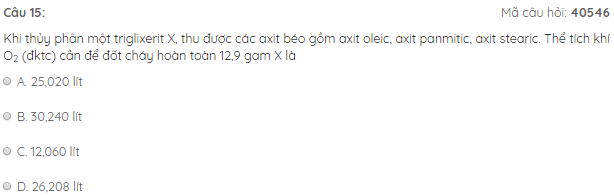 Câu 15: Mã câu hỏi: 40546
Khi thủy phân một triglixerit X, thu được các axit béo gồm axit oleic, axit panmitic, axit stearic. Thể tích khí
O₂ (đktc) cần để đốt cháy hoàn toàn 12,9 gam X là
A. 25,020 lít
B. 30,240 lít
C. 12,060 lít
D. 26,208 lít